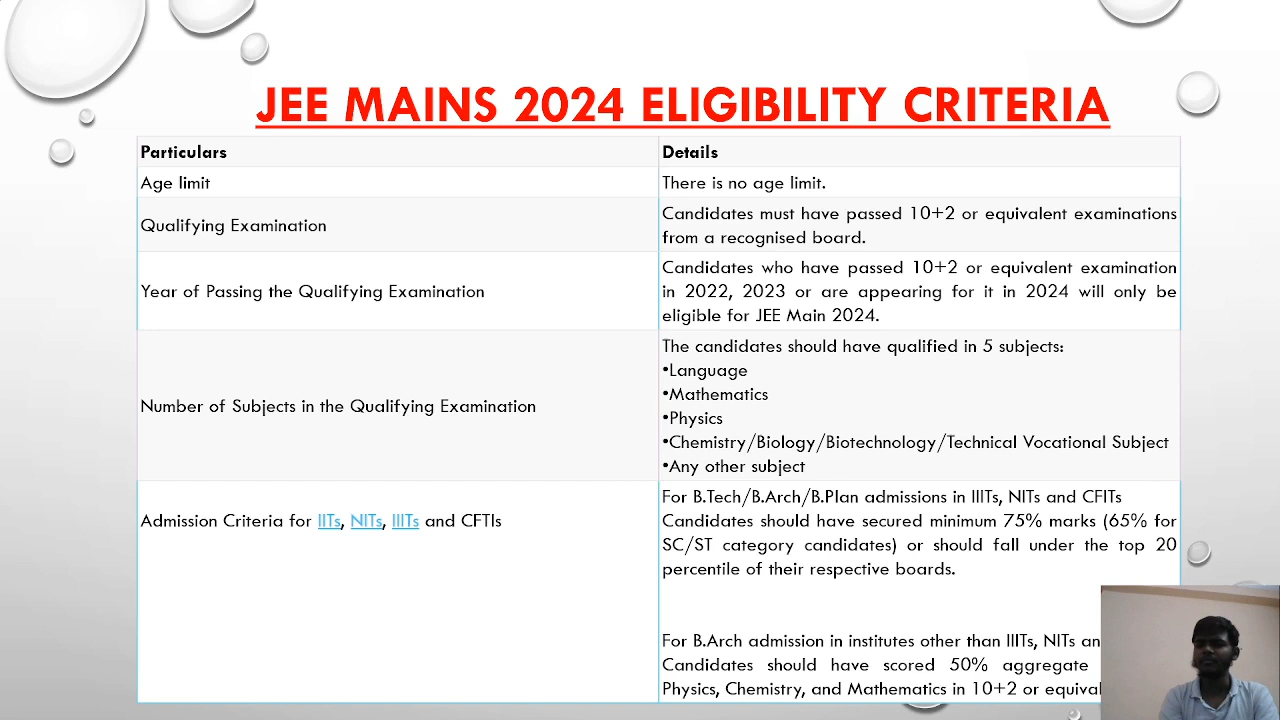 JEE MAINS 2024 ELIGIBILITY CRITERIA
Particulars
Details
Age limit
There is no age limit.
Qualifying Examination
Candidates must have passed 10+2 or equivalent examinations
from a recognised board.
Year of Passing the Qualifying Examination
Candidates who have passed 10+2 or equivalent examination
in 2022, 2023 or are appearing for it in 2024 will only be
eligible for JEE Main 2024.
Number of Subjects in the Qualifying Examination
The candidates should have qualified in 5 subjects:
•Language
•Mathematics
•Physics
•Chemistry/Biology/Biotechnology/Technical Vocational Subject
•Any other subject
Admission Criteria for IITs, NITs, IIITs and CFTIs
For B.Tech/B.Arch/B.Plan admissions in IIITs, NITs and CFITs
Candidates should have secured minimum 75% marks (65% for
SC/ST category candidates) or should fall under the top 20
percentile of their respective boards.
For B.Arch admission in institutes other than IIITs, NITs
Candidates should have scored 50% aggregate
Physics, Chemistry, and Mathematics in 10+2 or